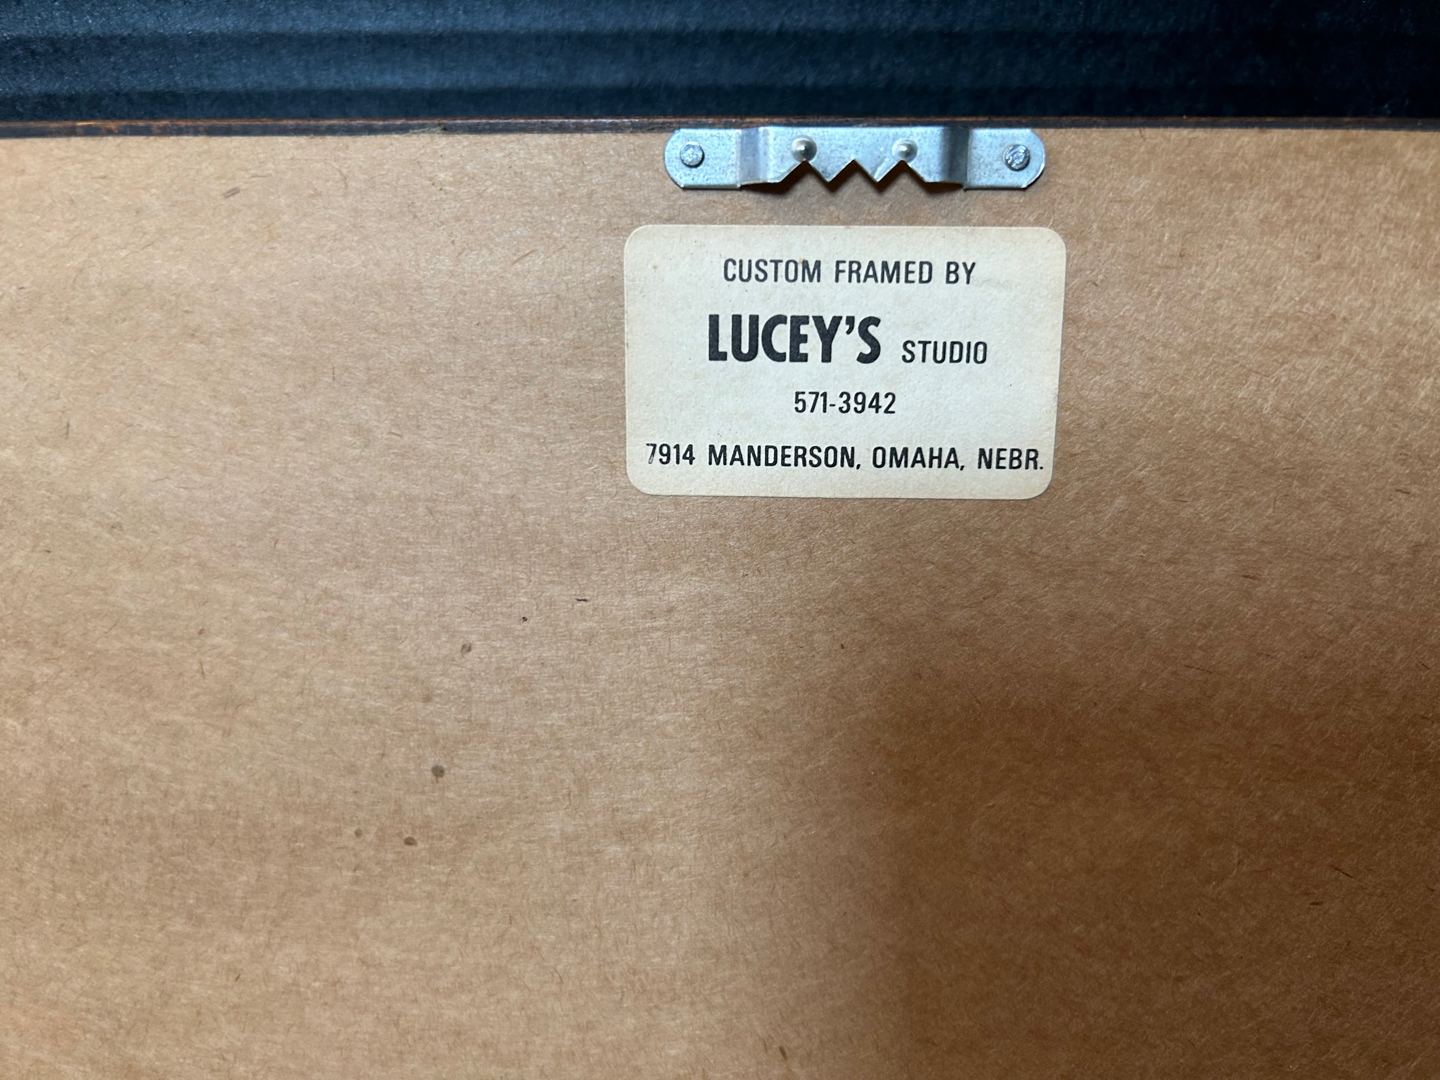 CUSTOM FRAMED BY
LUCEY'S STUDIO
571-3942
7914 MANDERSON, OMAHA, NEBR.